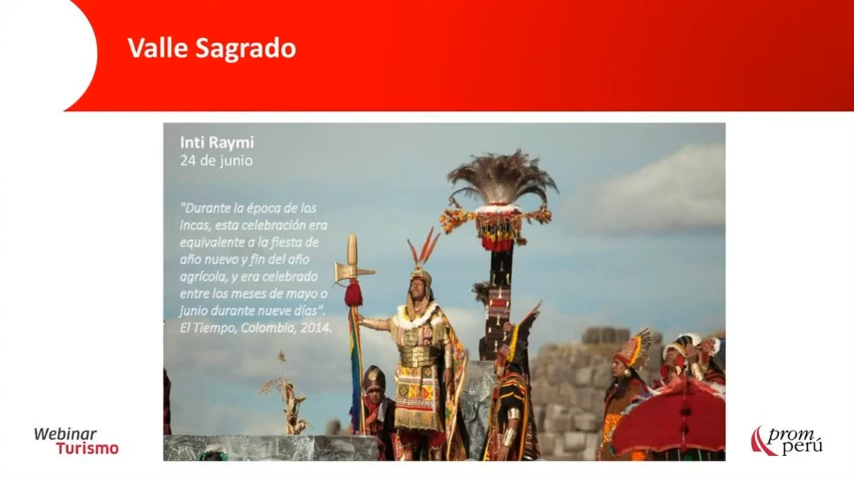 Valle Sagrado
Inti Raymi
24 de junio
"Durante la época de los
incas, esta celebración era
equivalente a la fiesta de
año nuevo y fin del año
agrícola, y era celebrado
entre los meses de mayo o
junio durante nueve días".
El Tiempo, Colombia, 2014.
Webinar
Turismo
prom
perú